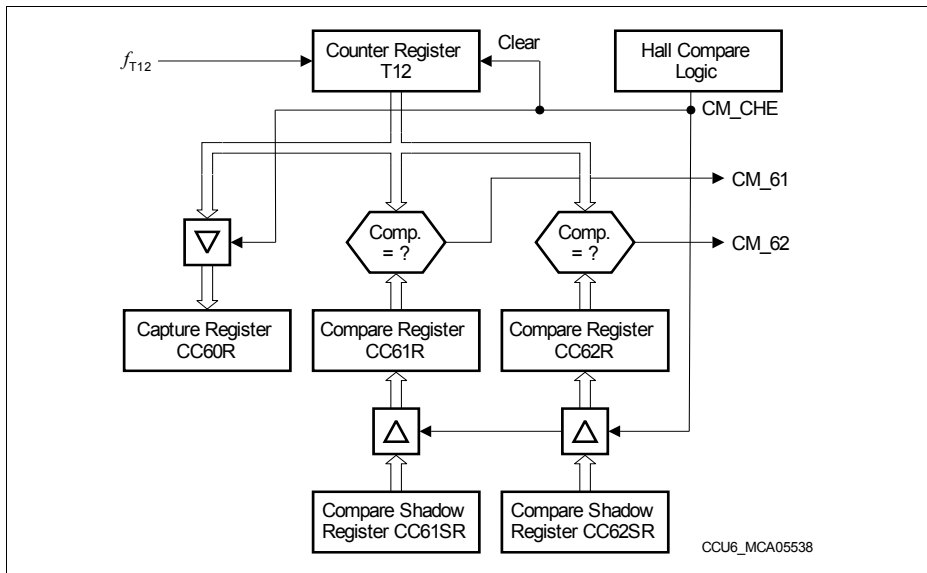 Counter Register
T12
Clear
Hall Compare
Logic
fT12
CM_CHE
CM_61
Comp.
= ?
Comp.
= ?
CM_62
Capture Register
CC60R
Compare Register
CC61R
Compare Register
CC62R
Compare Shadow
Register CC61SR
Compare Shadow
Register CC62SR
CCU6_MCA05538